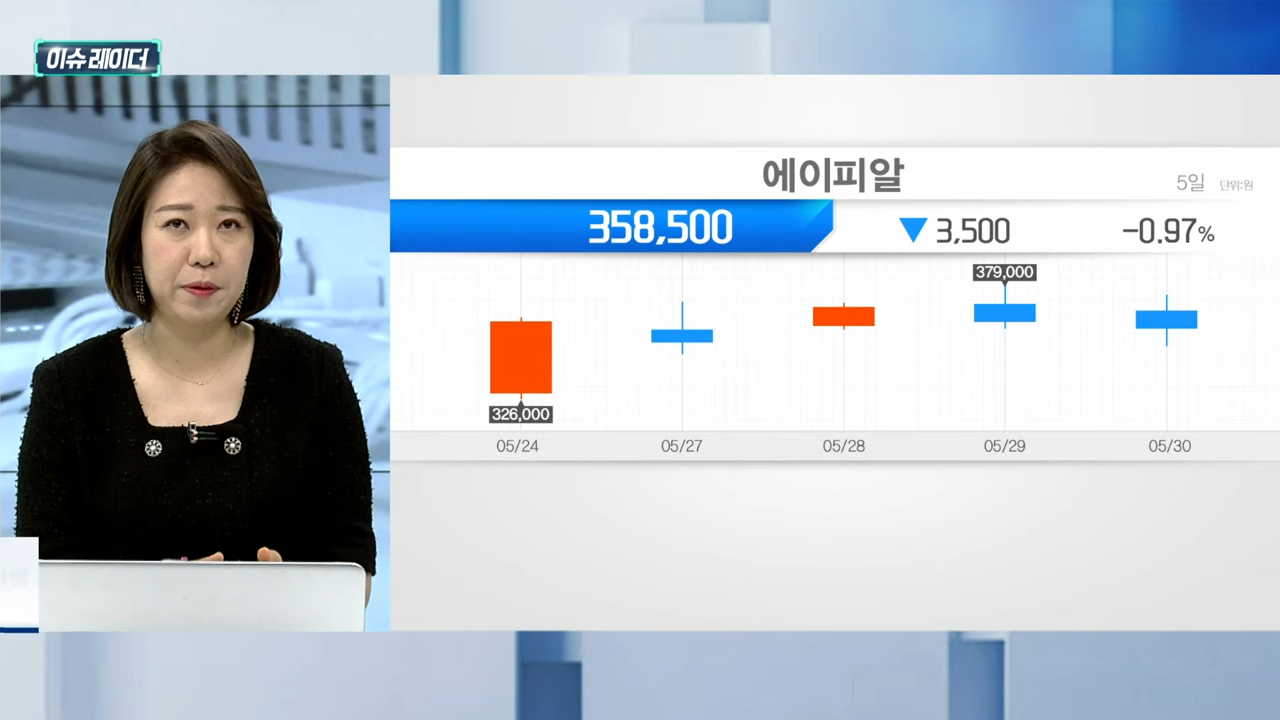 이슈레이더
에이피알
5일 단위:원
358,500 ▼ 3,500 -0.97%
379,000
326,000
05/24 05/27 05/28 05/29 05/30